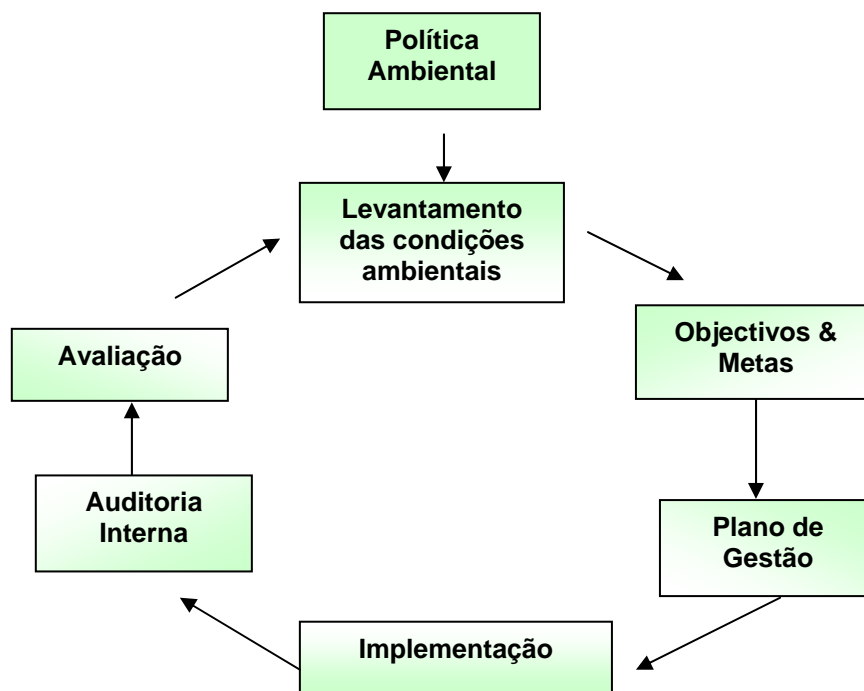 Política
Ambiental
Levantamento
das condições
ambientais
Objectivos &
Metas
Plano de
Gestão
Implementação
Auditoria
Interna
Avaliação